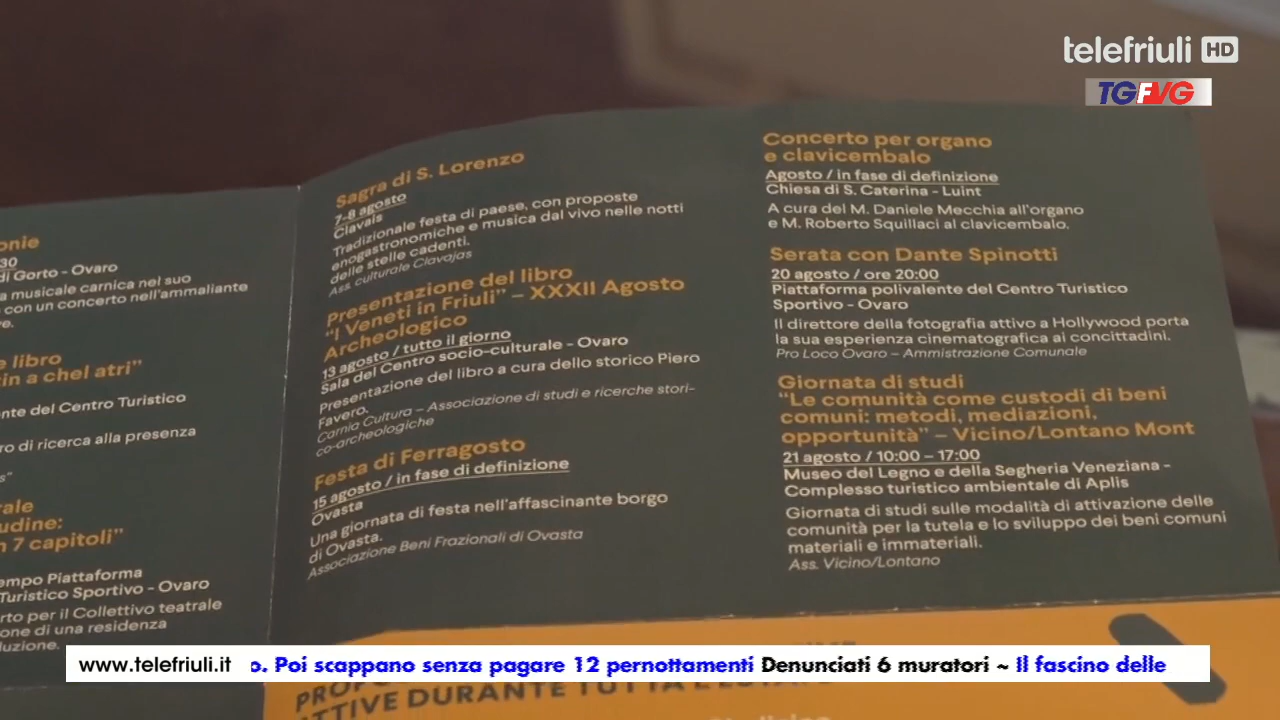 telefriuli HD
TGFVG
onie
30
di Gorto - Ovaro
a musicale carnica nel suo
con un concerto nell'ammaliante
e libro
tin a chel atri"
nte del Centro Turistico
ro di ricerca alla presenza
rale
udine:
n 7 capitoli"
empo Piattaforma
Turistico Sportivo - Ovaro
rto per il Collettivo teatrale
one di una residenza
luzione.
Sagra di S. Lorenzo
7-8 agosto
Clavais
Tradizionale festa di paese, con proposte
enogastronomiche e musica dal vivo nelle notti
delle stelle cadenti.
Ass. culturale Clavajas
Presentazione del libro
"I Veneti in Friuli" – XXXII Agosto
Archeologico
13 agosto / tutto il giorno
Sala del Centro socio-culturale - Ovaro
Presentazione del libro a cura dello storico Piero
Favero.
Carnia Cultura – Associazione di studi e ricerche stori-
co-archeologiche
Festa di Ferragosto
15 agosto / in fase di definizione
Ovasta
Una giornata di festa nell'affascinante borgo
di Ovasta.
Associazione Beni Frazionali di Ovasta
Concerto per organo
e clavicembalo
Agosto / in fase di definizione
Chiesa di S. Caterina - Luint
A cura del M. Daniele Mecchia all'organo
e M. Roberto Squillaci al clavicembalo.
Serata con Dante Spinotti
20 agosto / ore 20:00
Piattaforma polivalente del Centro Turistico
Sportivo - Ovaro
Il direttore della fotografia attivo a Hollywood porta
la sua esperienza cinematografica ai concittadini.
Pro Loco Ovaro – Ammistrazione Comunale
Giornata di studi
"Le comunità come custodi di beni
comuni: metodi, mediazioni,
opportunità" – Vicino/Lontano Mont
21 agosto / 10:00 – 17:00
Museo del Legno e della Segheria Veneziana -
Complesso turistico ambientale di Aplis
Giornata di studi sulle modalità di attivazione delle
comunità per la tutela e lo sviluppo dei beni comuni
materiali e immateriali.
Ass. Vicino/Lontano
www.telefriuli.it o. Poi scappano senza pagare 12 pernottamenti Denunciati 6 muratori ~ Il fascino delle
ATTIVE DURANTE TUTTA L'ESTATE